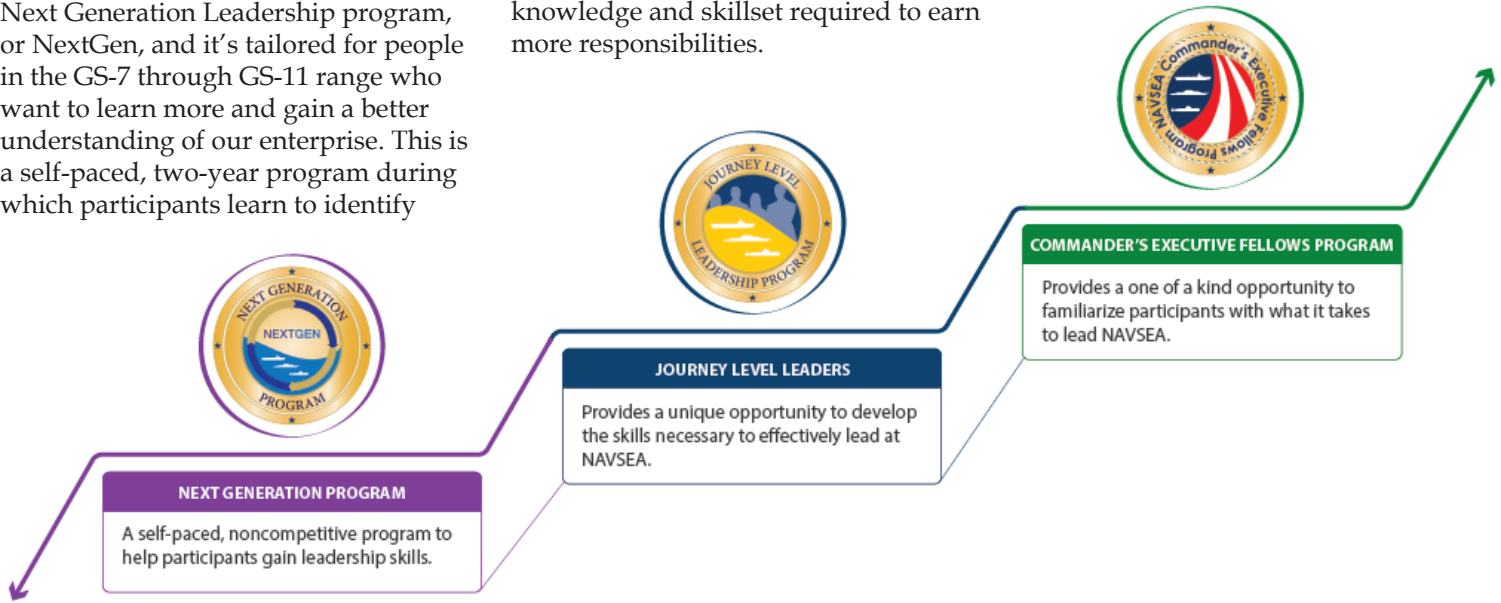 Next Generation Leadership program,
or NextGen, and it’s tailored for people
in the GS-7 through GS-11 range who
want to learn more and gain a better
understanding of our enterprise. This is
a self-paced, two-year program during
which participants learn to identify
knowledge and skillset required to earn
more responsibilities.
NEXT GENERATION
NEXTGEN
PROGRAM
NEXT GENERATION PROGRAM
A self-paced, noncompetitive program to
help participants gain leadership skills.
JOURNEY LEVEL
LEADERSHIP PROGRAM
JOURNEY LEVEL LEADERS
Provides a unique opportunity to develop
the skills necessary to effectively lead at
NAVSEA.
NAVSEA Commander's Executive Fellows Program
COMMANDER’S EXECUTIVE FELLOWS PROGRAM
Provides a one of a kind opportunity to
familiarize participants with what it takes
to lead NAVSEA.